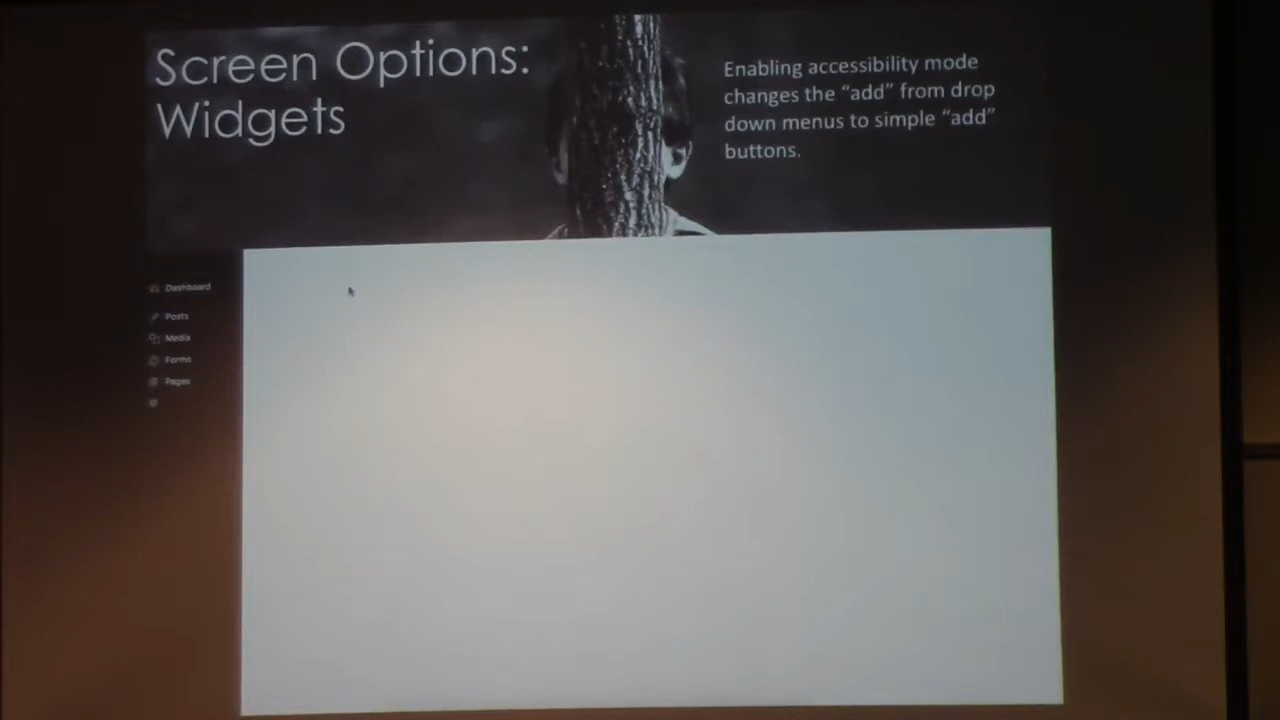 Screen Options:
Widgets
Enabling accessibility mode
changes the “add” from drop
down menus to simple “add”
buttons.
Dashboard
Posts
Media
Forms
Pages